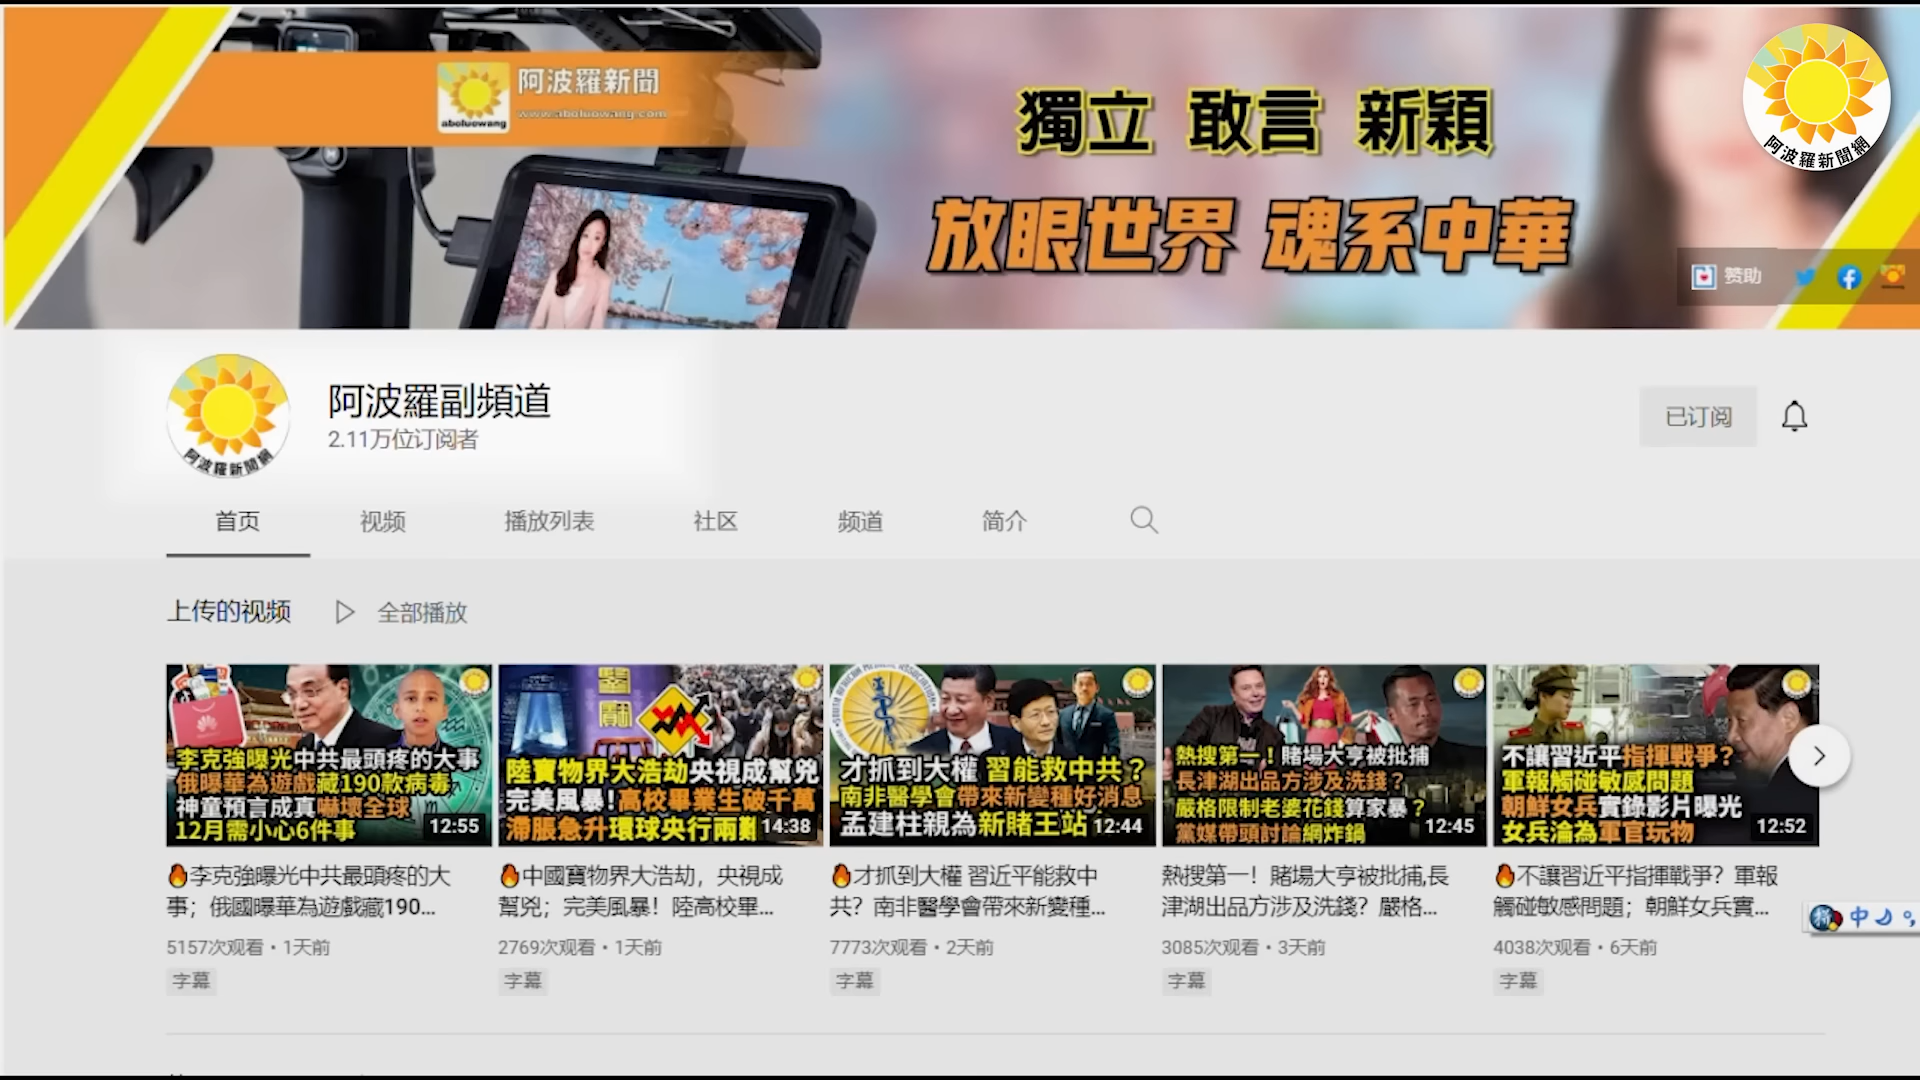 阿波羅新聞
www.aboluowang.com
aboluowang
獨立 敢言 新穎
放眼世界 魂系中華
阿波羅新聞網
赞助
阿波羅新聞網
阿波羅副頻道
2.11万位订阅者
已订阅
首页
视频
播放列表
社区
频道
简介
上传的视频
全部播放
李克強曝光中共最頭疼的大事
俄曝華為遊戲藏190款病毒
神童預言成真嚇壞全球
12月需小心6件事
12:55
陸寶物界大浩劫央視成幫兇
完美風暴!高校畢業生破千萬
滯脹急升環球央行兩難
14:38
才抓到大權 習能救中共?
南非醫學會帶來新變種好消息
孟建柱親為新賭王站
12:44
熱搜第一!賭場大亨被批捕
長津湖出品方涉及洗錢?
嚴格限制老婆花錢算家暴?
黨媒帶頭討論網炸鍋
12:45
不讓習近平指揮戰爭?
軍報觸碰敏感問題
朝鮮女兵實錄影片曝光
女兵淪為軍官玩物
12:52
🔥李克強曝光中共最頭疼的大
事；俄國曝華為遊戲藏190...
5157次观看・1天前
字幕
🔥中國寶物界大浩劫，央視成
幫兇；完美風暴！陸高校畢...
2769次观看・1天前
字幕
🔥才抓到大權 習近平能救中
共？南非醫學會帶來新變種...
7773次观看・2天前
字幕
熱搜第一！賭場大亨被批捕,長
津湖出品方涉及洗錢？嚴格...
3085次观看・3天前
字幕
🔥不讓習近平指揮戰爭？軍報
觸碰敏感問題；朝鮮女兵實...
4038次观看・6天前
字幕
中